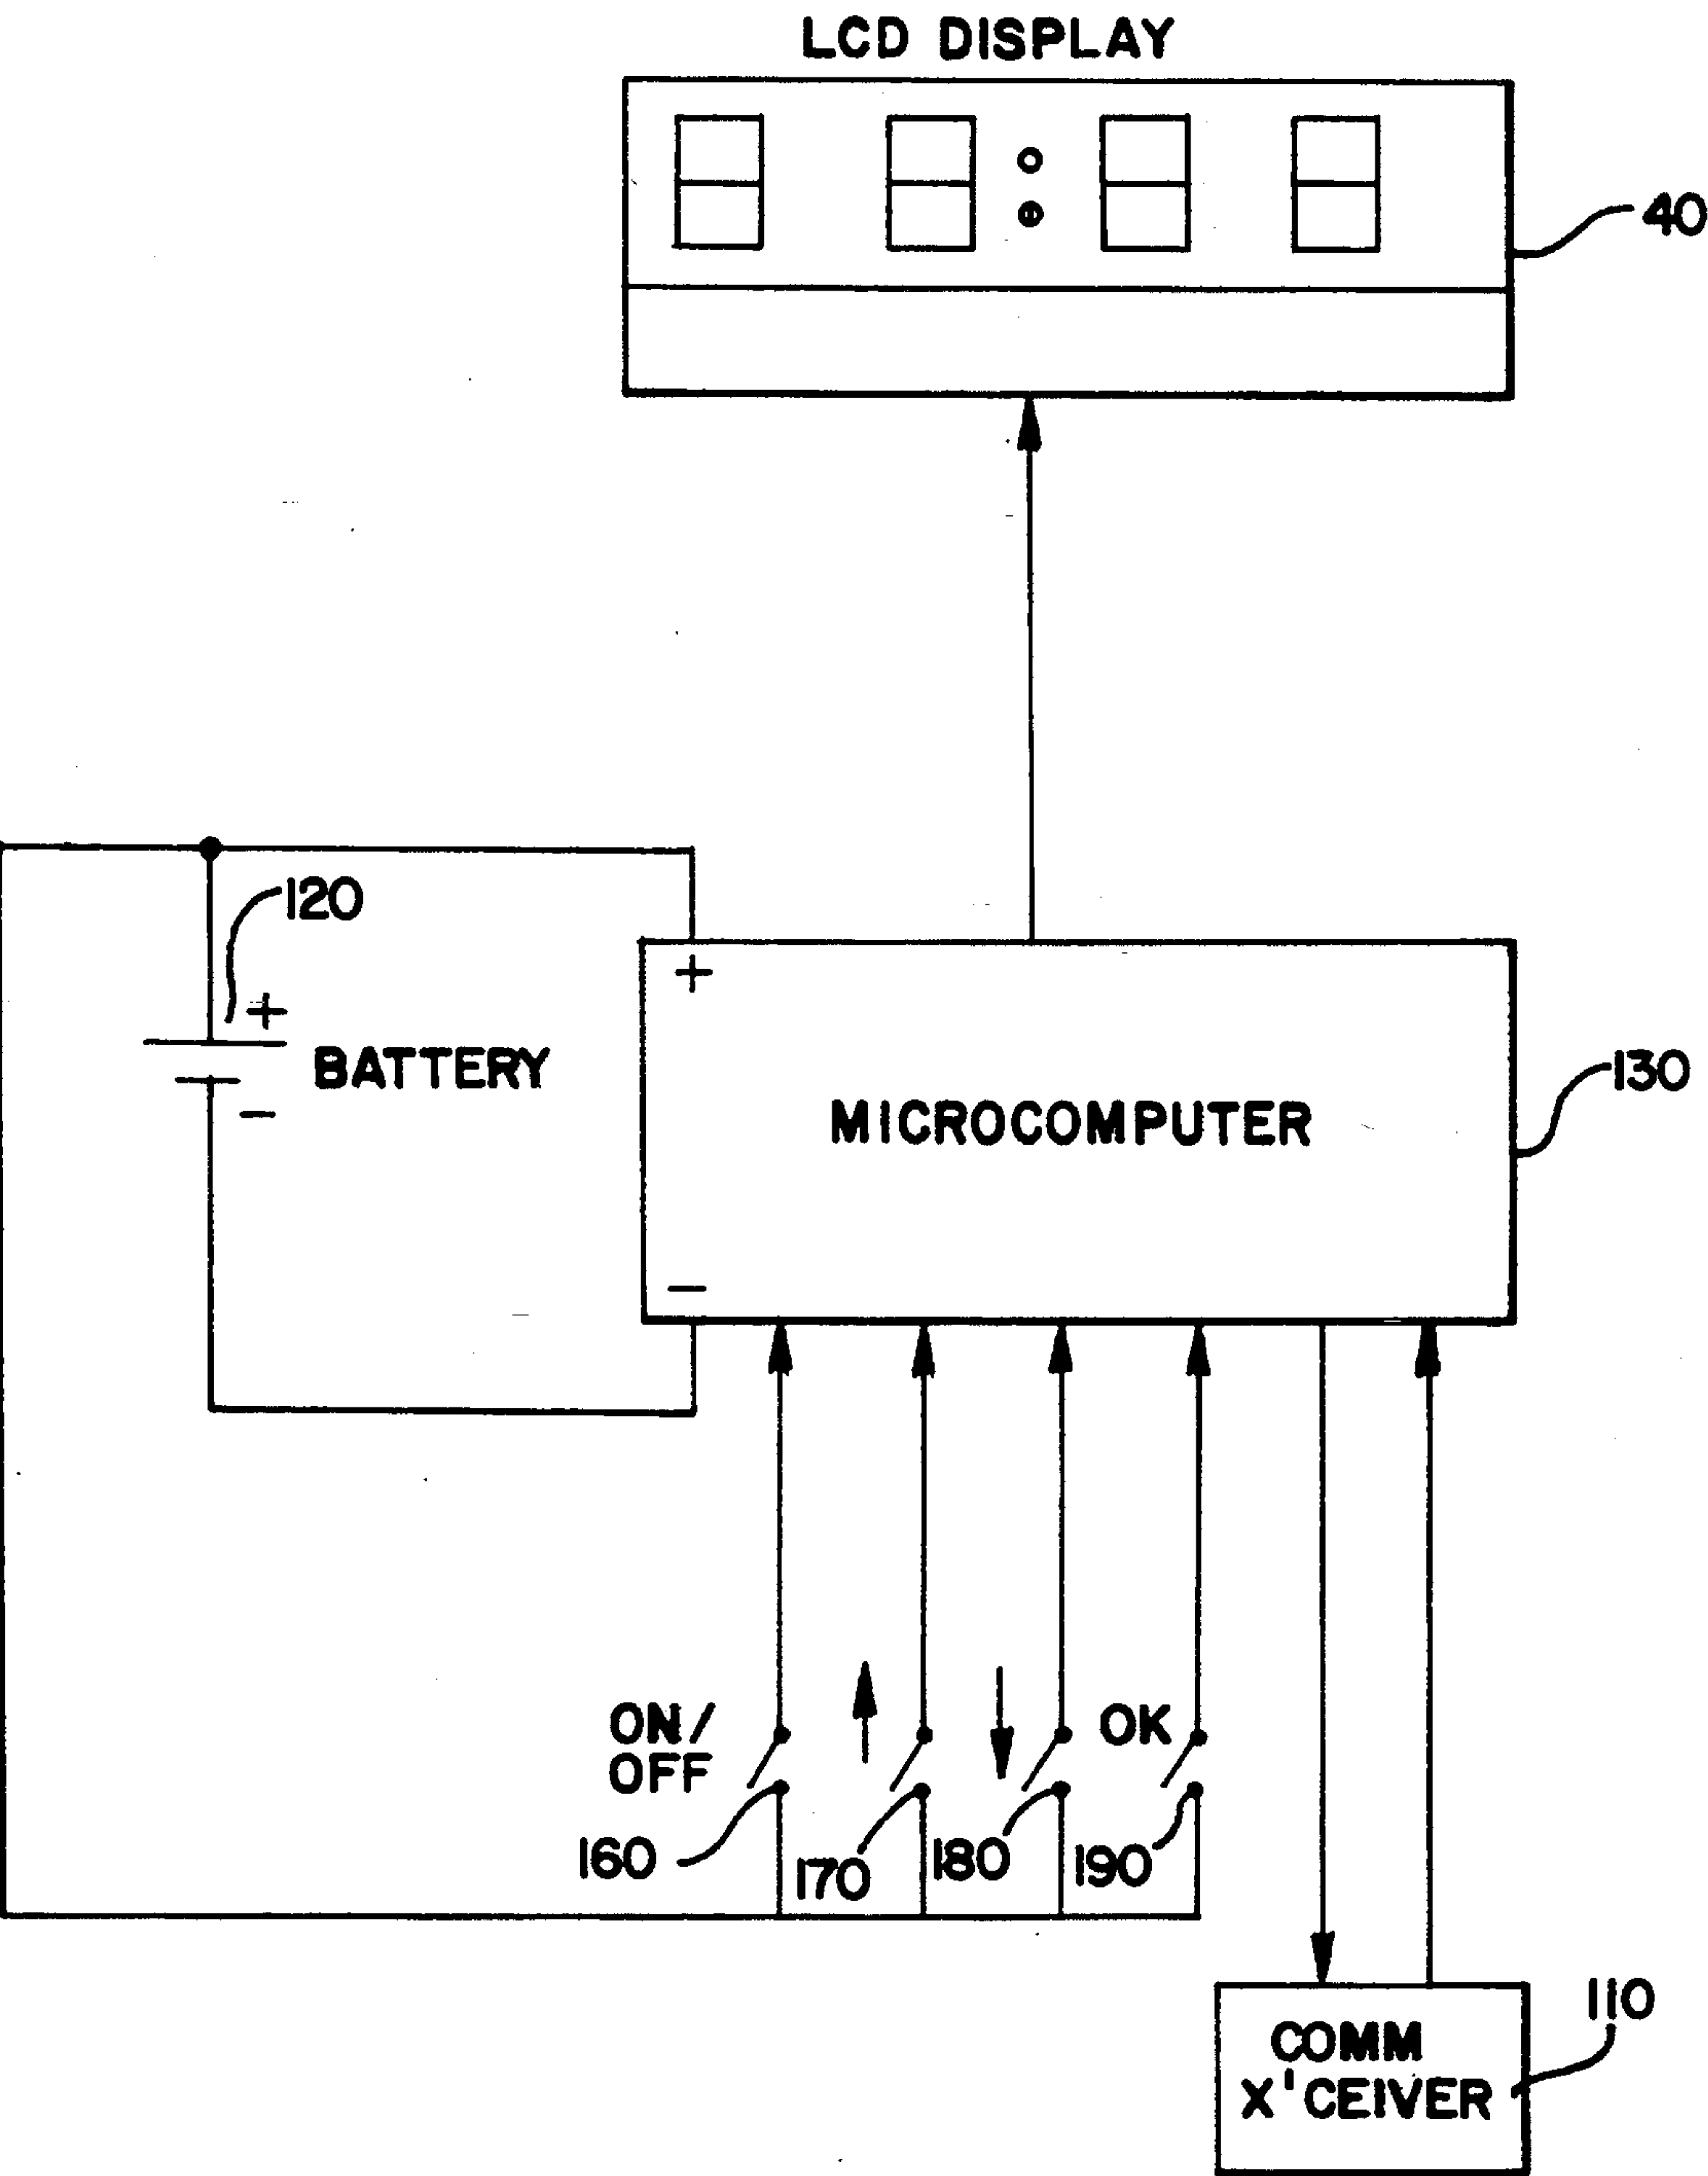 LCD DISPLAY
40
120
+
+
BATTERY
−
130
MICROCOMPUTER
−
ON/
OFF
OK
160
170
180
190
110
COMM
X'CEIVER